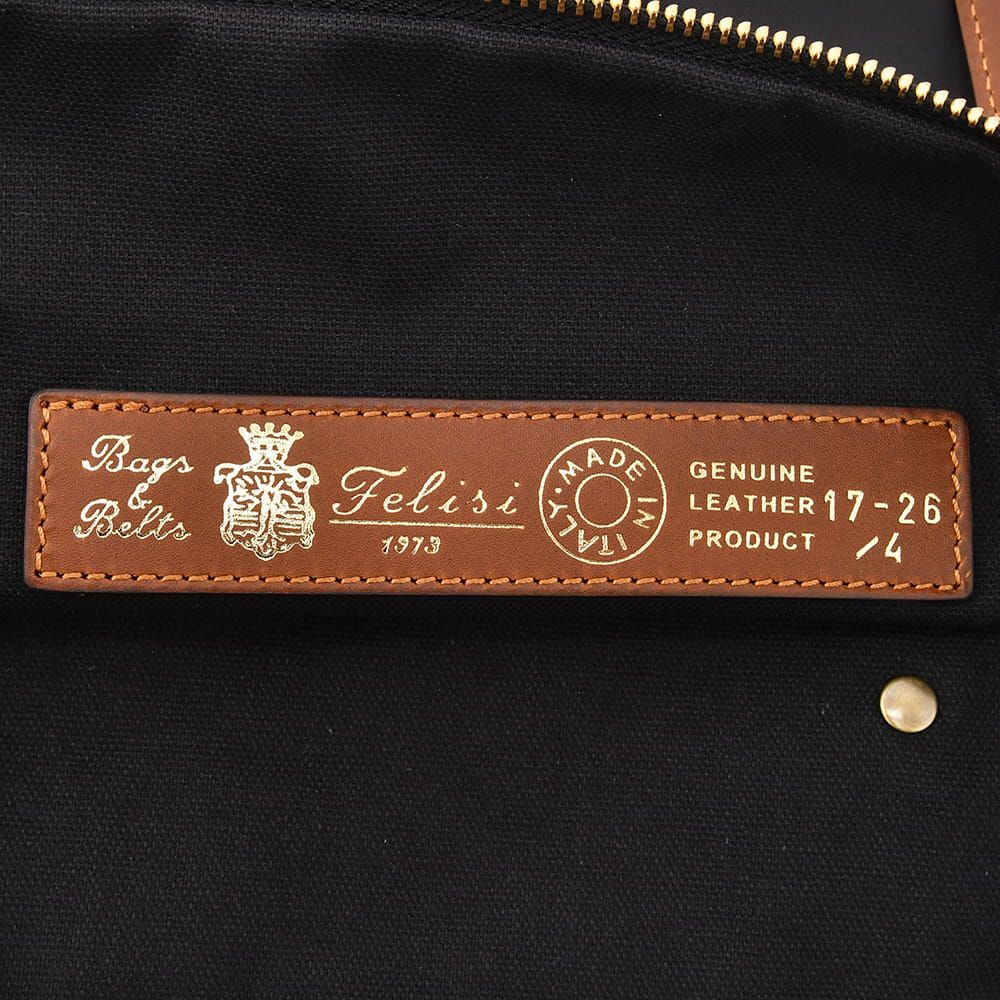 Bags
&
Belts
Felisi
1973
MADE IN ITALY
GENUINE
LEATHER 17-26
PRODUCT /4